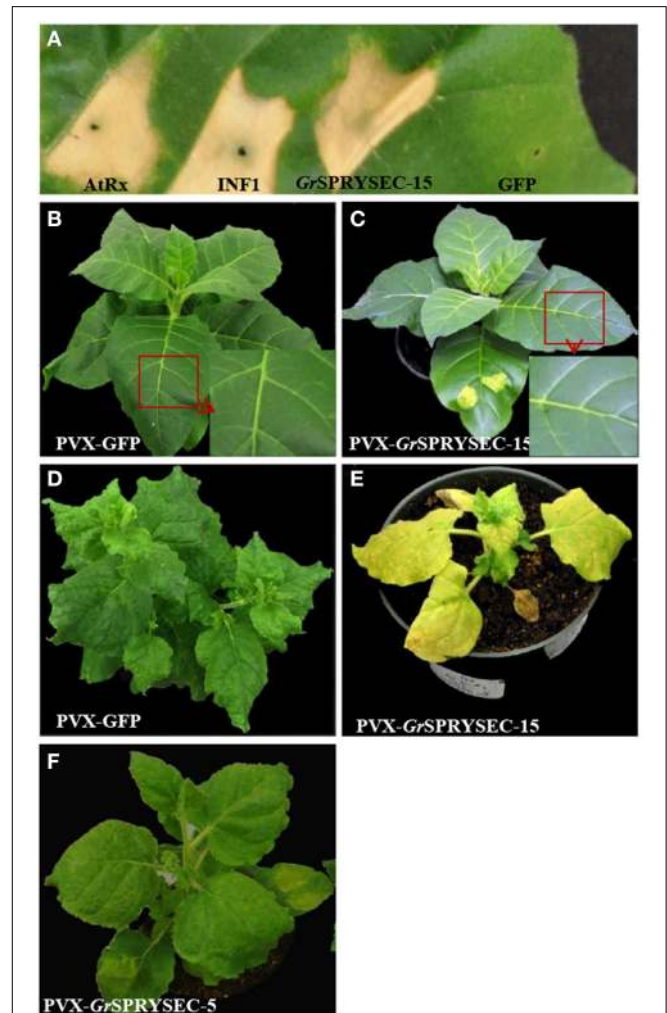 A
AtRx INF1 GrSPRYSEC-15 GFP
B
PVX-GFP
C
PVX-GrSPRYSEC-15
D
PVX-GFP
E
PVX-GrSPRYSEC-15
F
PVX-GrSPRYSEC-5